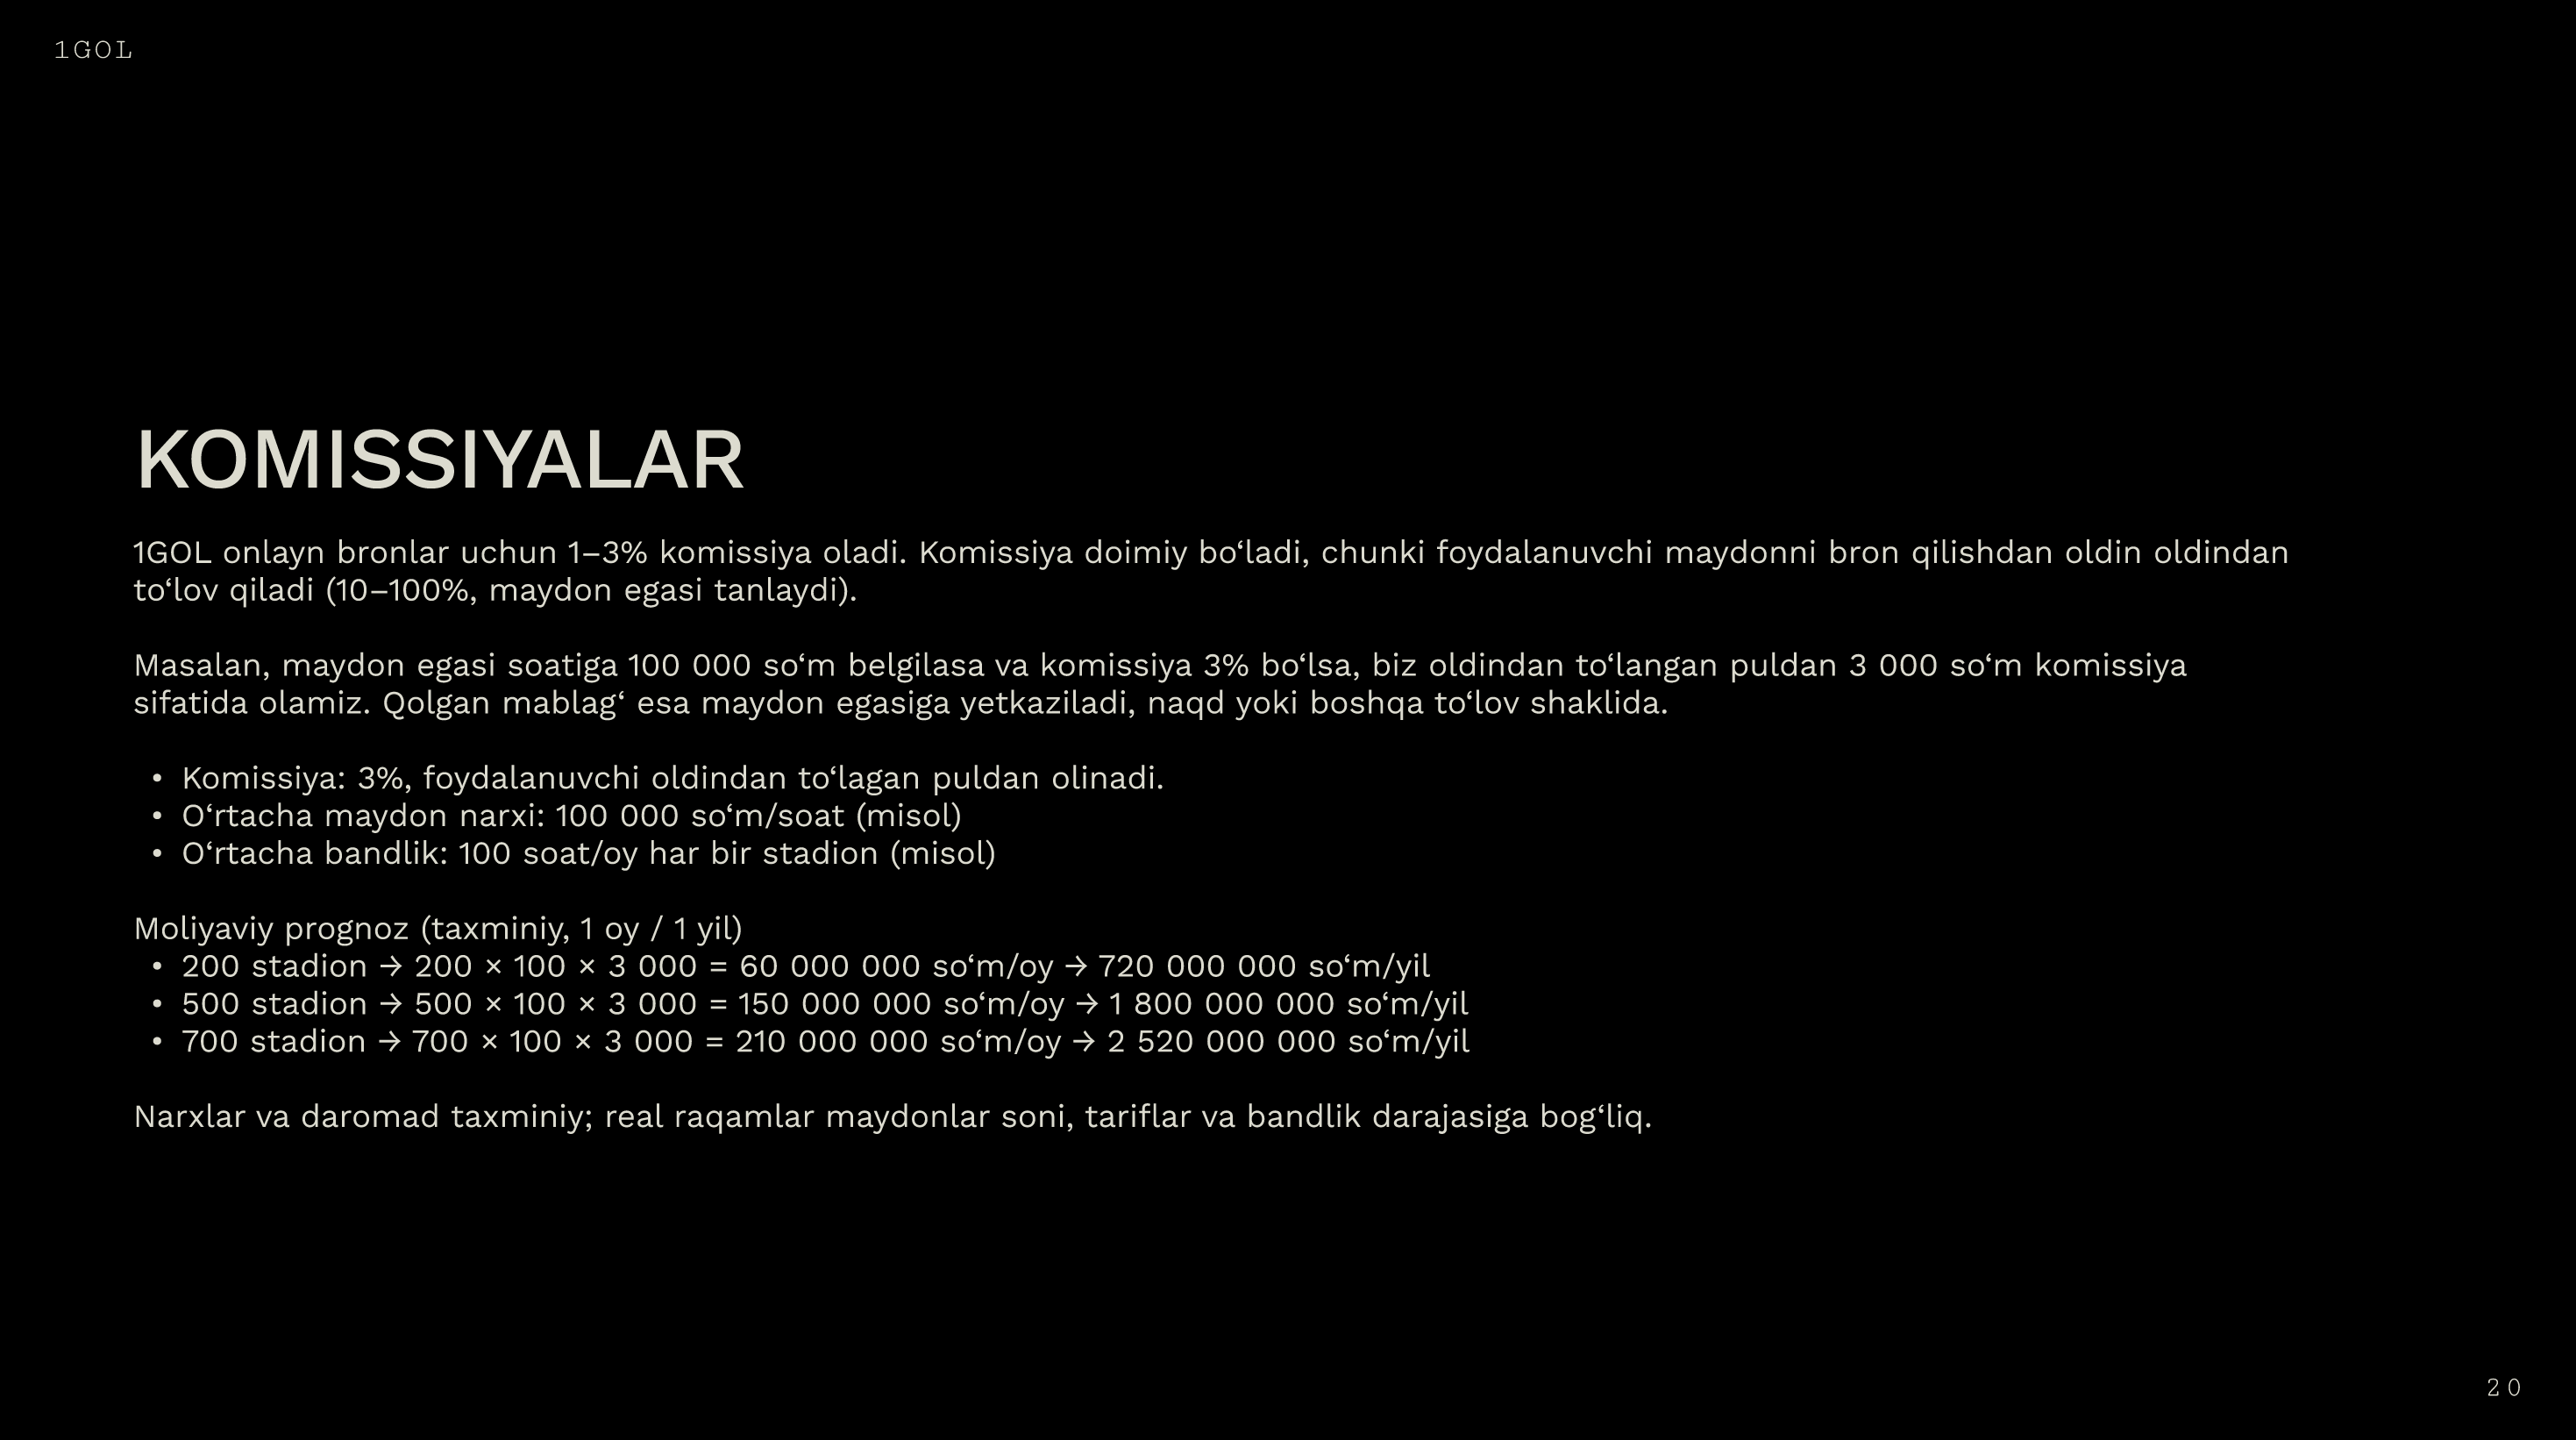 1GOL
KOMISSIYALAR
1GOL onlayn bronlar uchun 1–3% komissiya oladi. Komissiya doimiy bo‘ladi, chunki foydalanuvchi maydonni bron qilishdan oldin oldindan
to‘lov qiladi (10–100%, maydon egasi tanlaydi).
Masalan, maydon egasi soatiga 100 000 so‘m belgilasa va komissiya 3% bo‘lsa, biz oldindan to‘langan puldan 3 000 so‘m komissiya
sifatida olamiz. Qolgan mablag‘ esa maydon egasiga yetkaziladi, naqd yoki boshqa to‘lov shaklida.
• Komissiya: 3%, foydalanuvchi oldindan to‘lagan puldan olinadi.
• O‘rtacha maydon narxi: 100 000 so‘m/soat (misol)
• O‘rtacha bandlik: 100 soat/oy har bir stadion (misol)
Moliyaviy prognoz (taxminiy, 1 oy / 1 yil)
• 200 stadion → 200 × 100 × 3 000 = 60 000 000 so‘m/oy → 720 000 000 so‘m/yil
• 500 stadion → 500 × 100 × 3 000 = 150 000 000 so‘m/oy → 1 800 000 000 so‘m/yil
• 700 stadion → 700 × 100 × 3 000 = 210 000 000 so‘m/oy → 2 520 000 000 so‘m/yil
Narxlar va daromad taxminiy; real raqamlar maydonlar soni, tariflar va bandlik darajasiga bog‘liq.
20